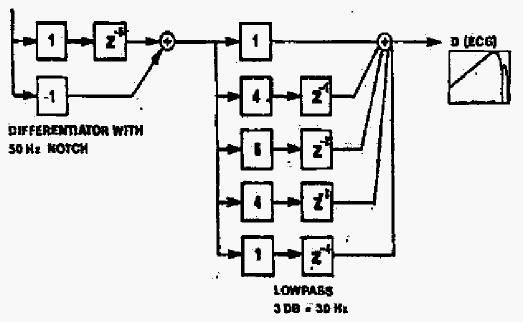 1
Z
1
D (ECG)
-1
4
Z
DIFFERENTIATOR WITH
50 Hz NOTCH
6
Z
4
Z
1
Z
LOWPASS
3 DB = 30 Hz